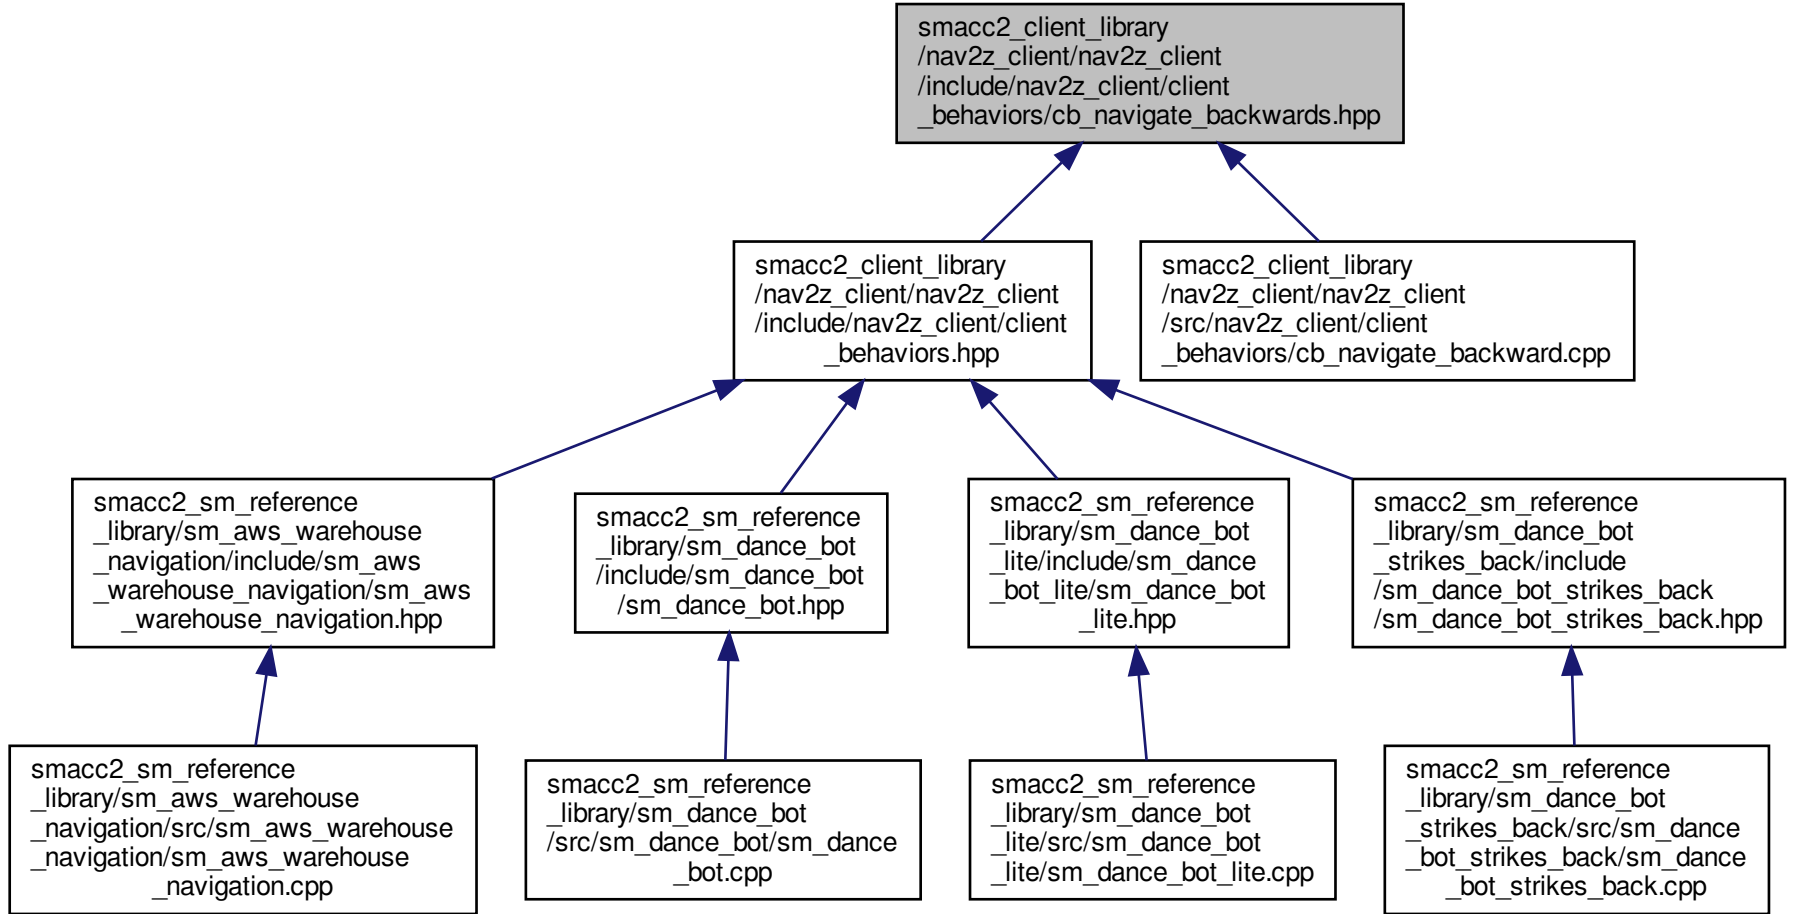 smacc2_client_library
/nav2z_client/nav2z_client
/include/nav2z_client/client
_behaviors/cb_navigate_backwards.hpp
smacc2_client_library
/nav2z_client/nav2z_client
/include/nav2z_client/client
_behaviors.hpp
smacc2_client_library
/nav2z_client/nav2z_client
/src/nav2z_client/client
_behaviors/cb_navigate_backward.cpp
smacc2_sm_reference
_library/sm_aws_warehouse
_navigation/include/sm_aws
_warehouse_navigation/sm_aws
_warehouse_navigation.hpp
smacc2_sm_reference
_library/sm_dance_bot
/include/sm_dance_bot
/sm_dance_bot.hpp
smacc2_sm_reference
_library/sm_dance_bot
_lite/include/sm_dance
_bot_lite/sm_dance_bot
_lite.hpp
smacc2_sm_reference
_library/sm_dance_bot
_strikes_back/include
/sm_dance_bot_strikes_back
/sm_dance_bot_strikes_back.hpp
smacc2_sm_reference
_library/sm_aws_warehouse
_navigation/src/sm_aws_warehouse
_navigation/sm_aws_warehouse
_navigation.cpp
smacc2_sm_reference
_library/sm_dance_bot
/src/sm_dance_bot/sm_dance
_bot.cpp
smacc2_sm_reference
_library/sm_dance_bot
_lite/src/sm_dance_bot
_lite/sm_dance_bot_lite.cpp
smacc2_sm_reference
_library/sm_dance_bot
_strikes_back/src/sm_dance
_bot_strikes_back/sm_dance
_bot_strikes_back.cpp